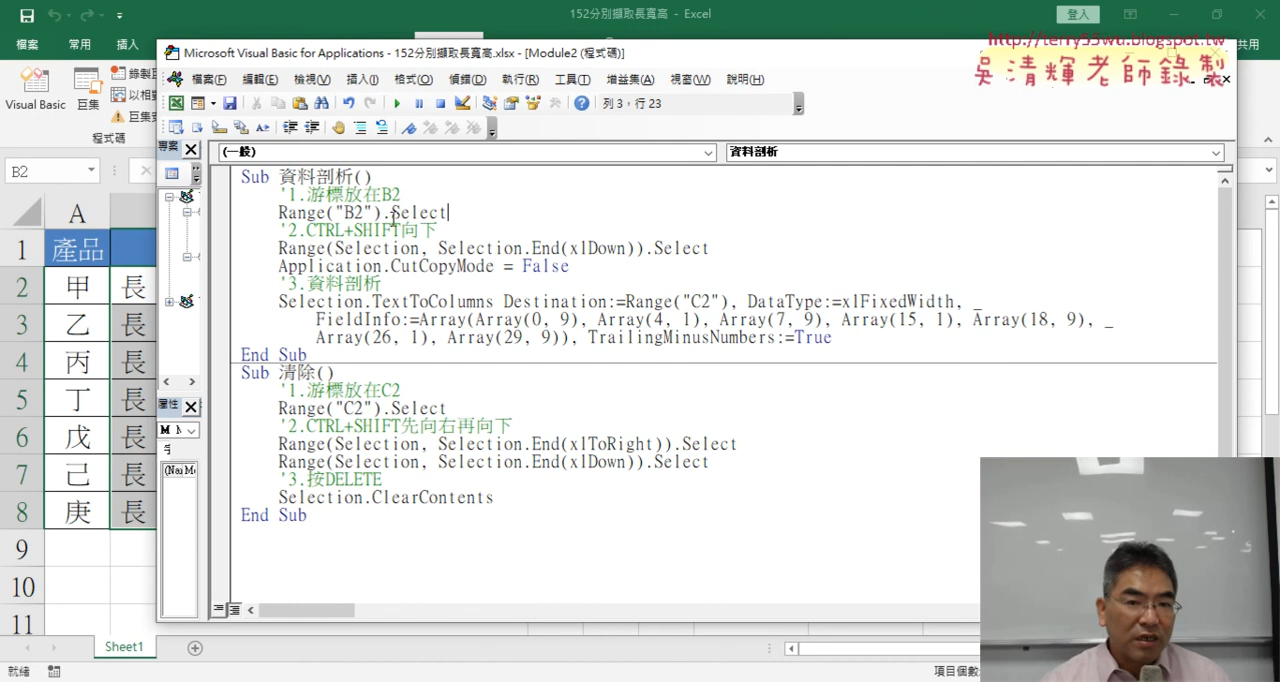 152分別擷取長寬高 - Excel
登入
檔案 常用 插入
共用
http://terry55wu.blogspot.tw
吳清輝老師錄製
Microsoft Visual Basic for Applications - 152分別擷取長寬高.xlsx - [Module2 (程式碼)]
檔案(F) 編輯(E) 檢視(V) 插入(I) 格式(O) 偵錯(D) 執行(R) 工具(T) 增益集(A) 視窗(W) 說明(H)
列 3，行 23
Visual Basic 巨集
程式碼
專案
(一般)
資料剖析
B2
Sub 資料剖析()
'1.游標放在B2
Range("B2").Select
'2.CTRL+SHIFT向下
Range(Selection, Selection.End(xlDown)).Select
Application.CutCopyMode = False
'3.資料剖析
Selection.TextToColumns Destination:=Range("C2"), DataType:=xlFixedWidth, _
FieldInfo:=Array(Array(0, 9), Array(4, 1), Array(7, 9), Array(15, 1), Array(18, 9), _
Array(26, 1), Array(29, 9)), TrailingMinusNumbers:=True
End Sub
Sub 清除()
'1.游標放在C2
Range("C2").Select
'2.CTRL+SHIFT先向右再向下
Range(Selection, Selection.End(xlToRight)).Select
Range(Selection, Selection.End(xlDown)).Select
'3.按DELETE
Selection.ClearContents
End Sub
A
1 產品
2 甲 長
3 乙 長
4 丙 長
5 丁 長
6 戊 長
7 己 長
8 庚 長
9
10
11
Sheet1
就緒
項目個數